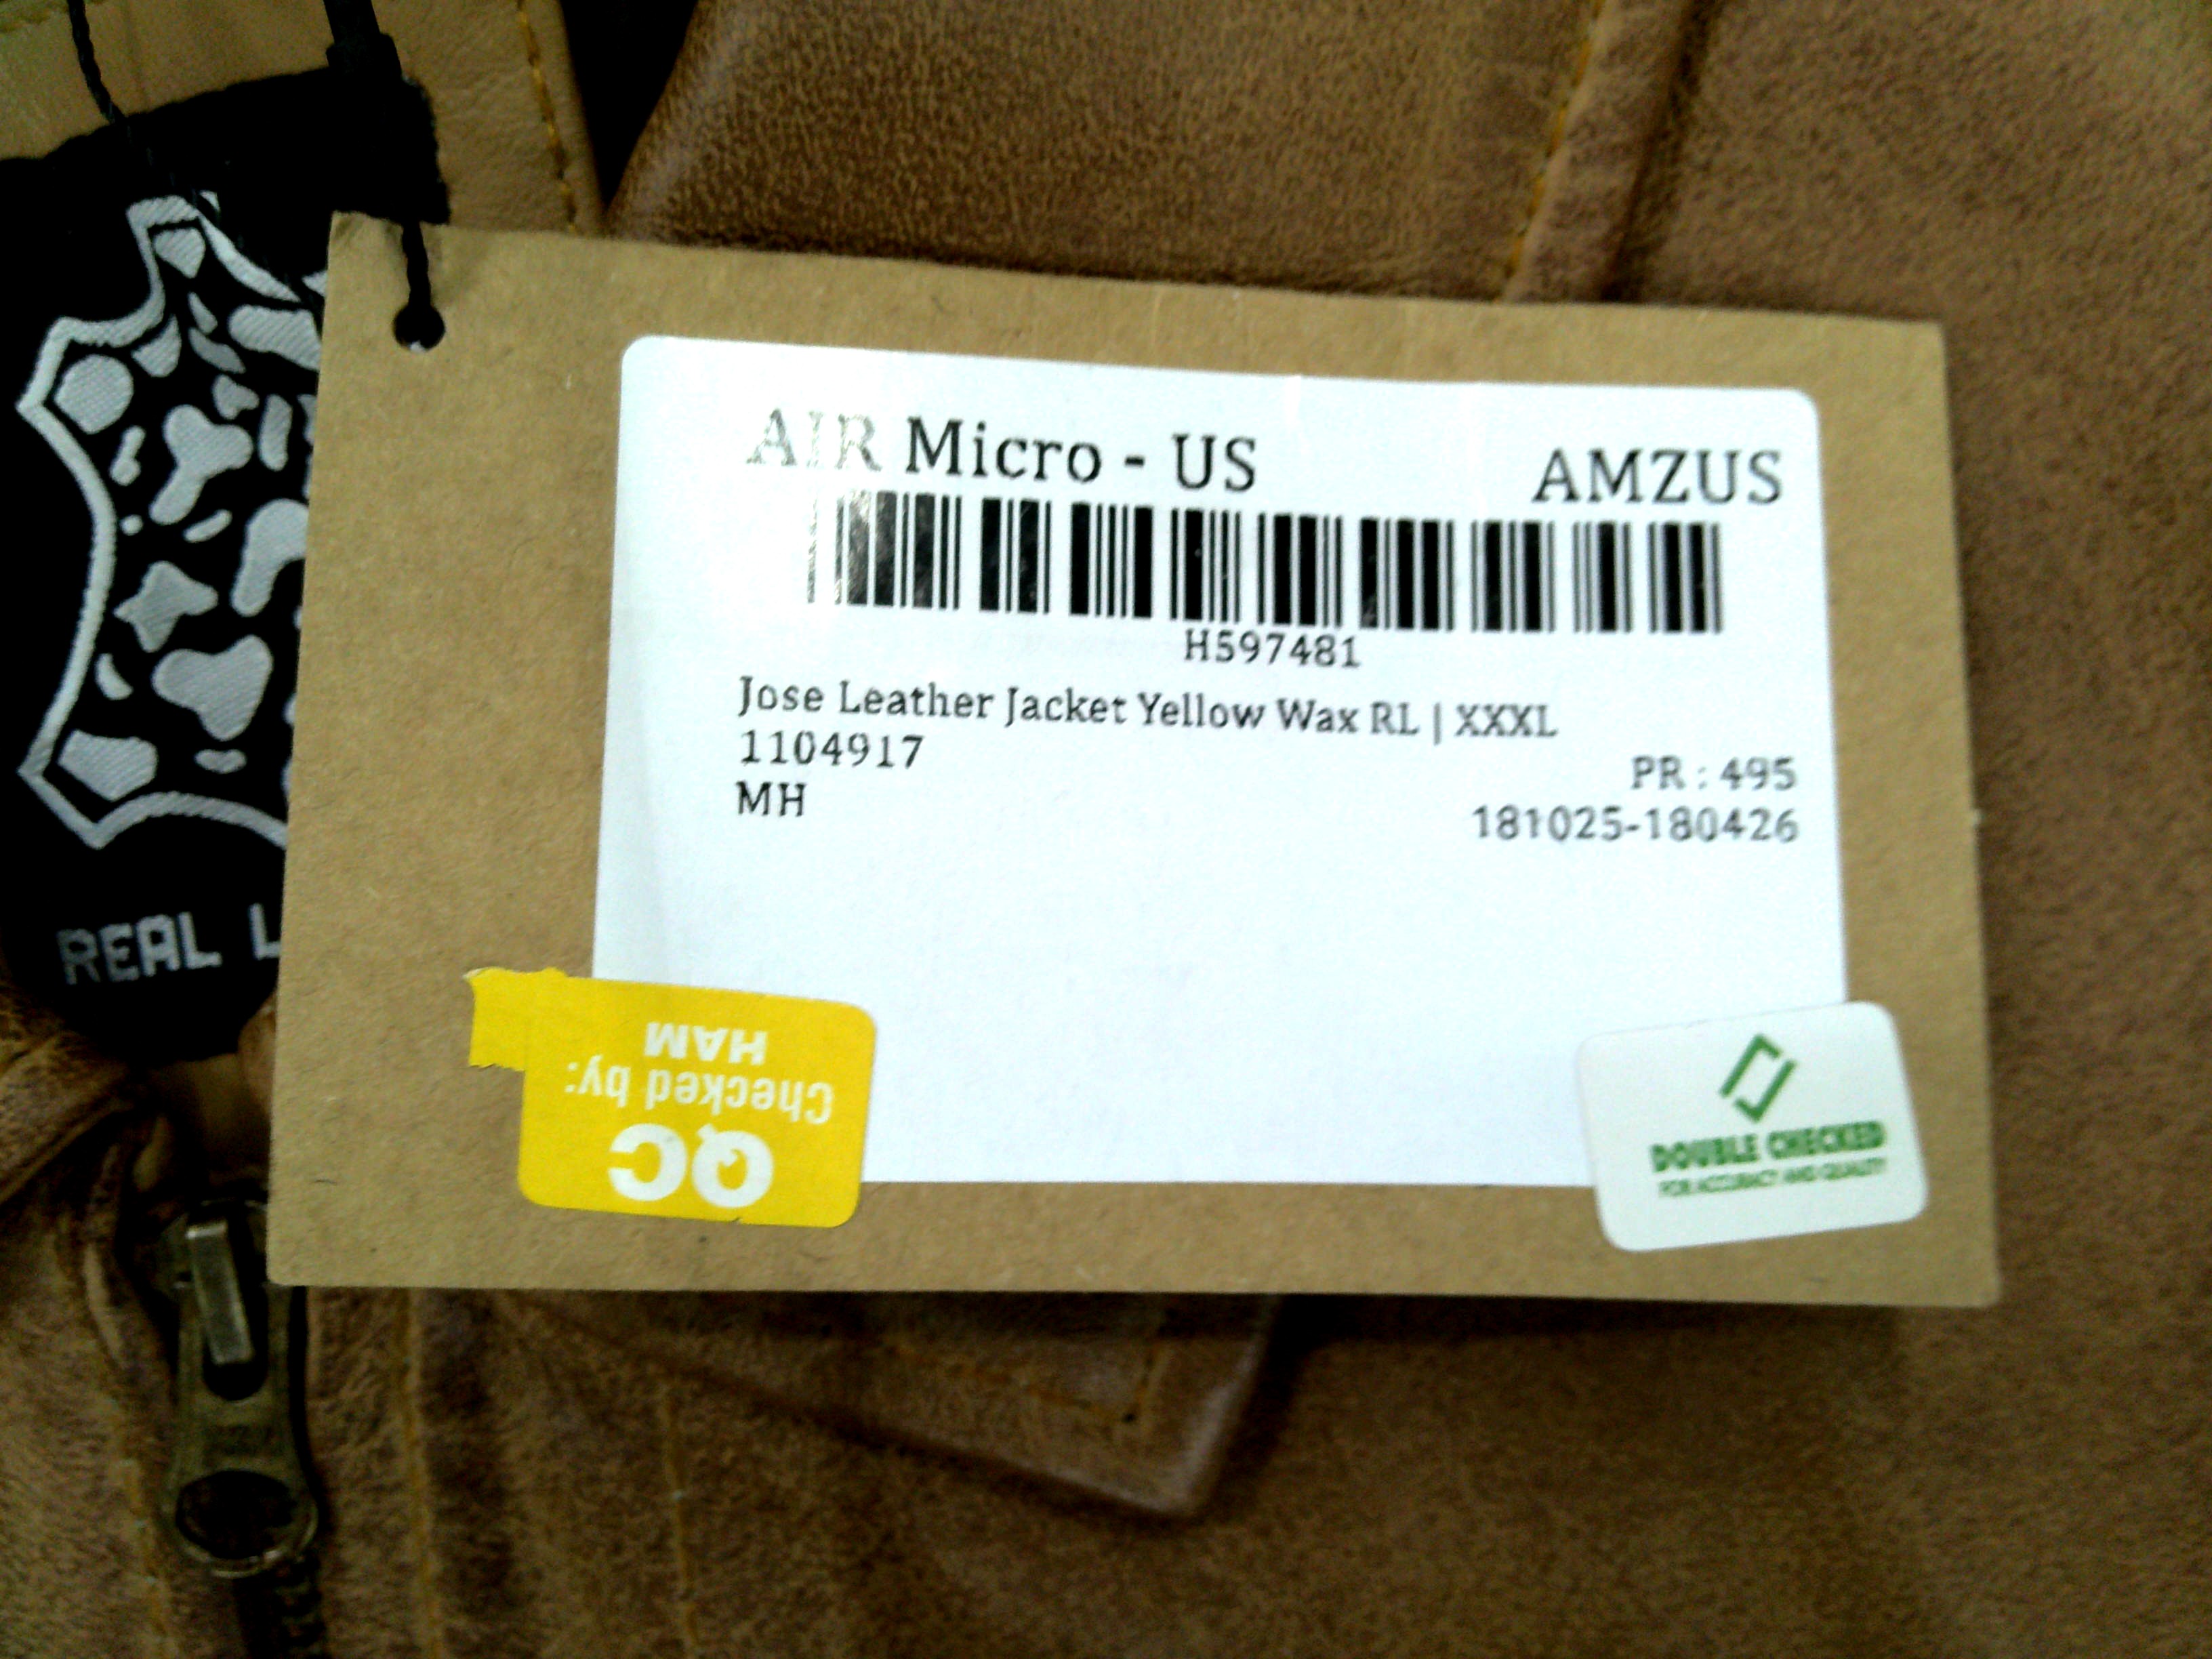 AIR Micro - US AMZUS
H597481
Jose Leather Jacket Yellow Wax RL | XXXL
1104917
PR : 495
MH
181025-180426
REAL L
QC
Checked by:
HAM
DOUBLE CHECKED
FOR ACCURACY AND QUALITY